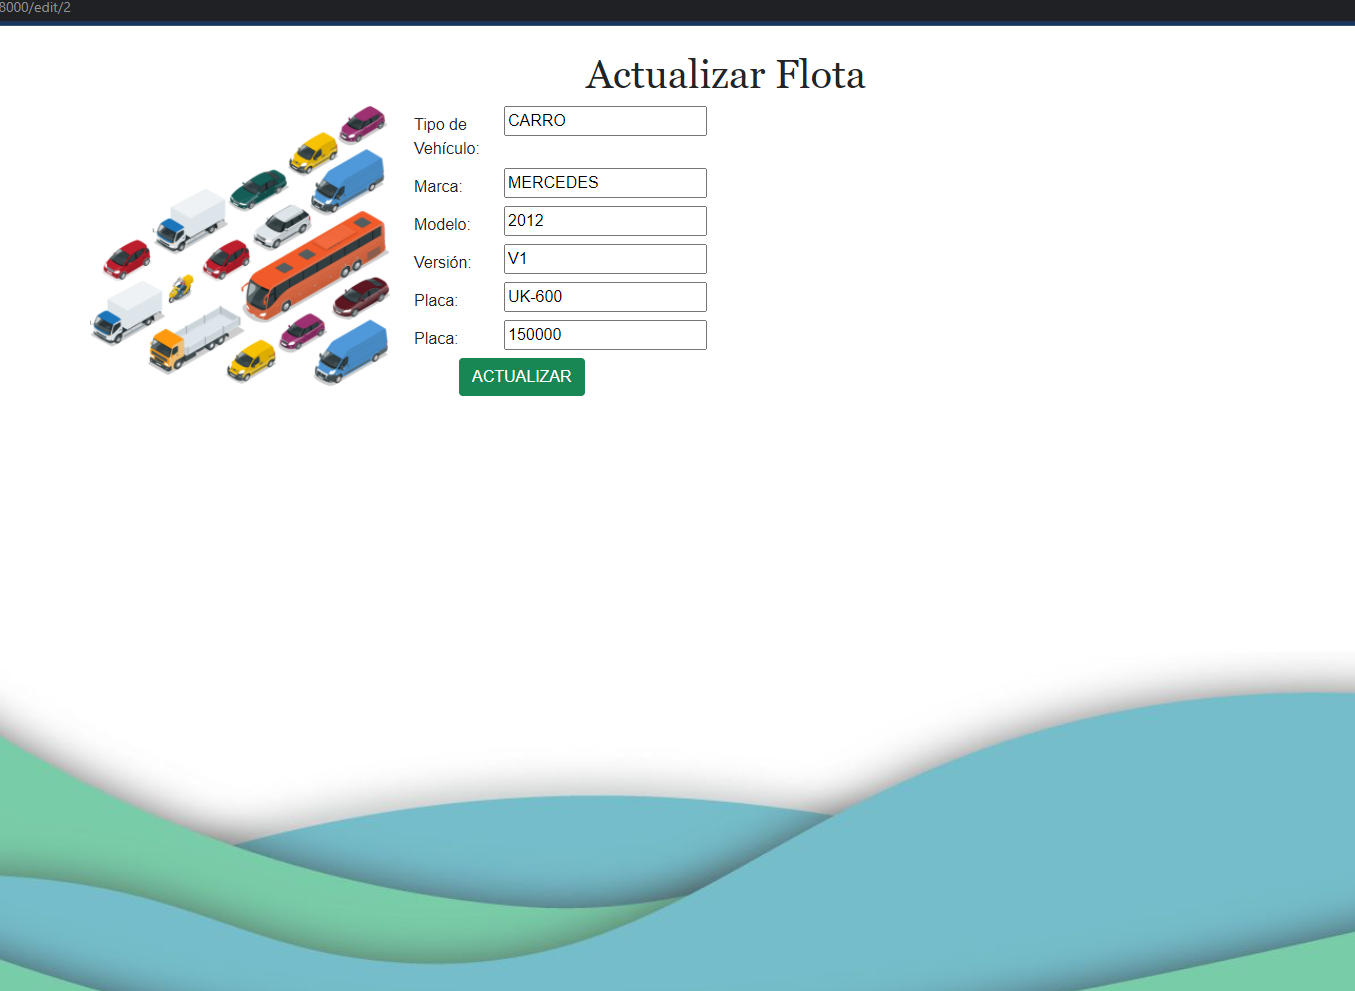 8000/edit/2
Actualizar Flota
Tipo de
Vehículo:
CARRO
Marca:
MERCEDES
Modelo:
2012
Versión:
V1
Placa:
UK-600
Placa:
150000
ACTUALIZAR